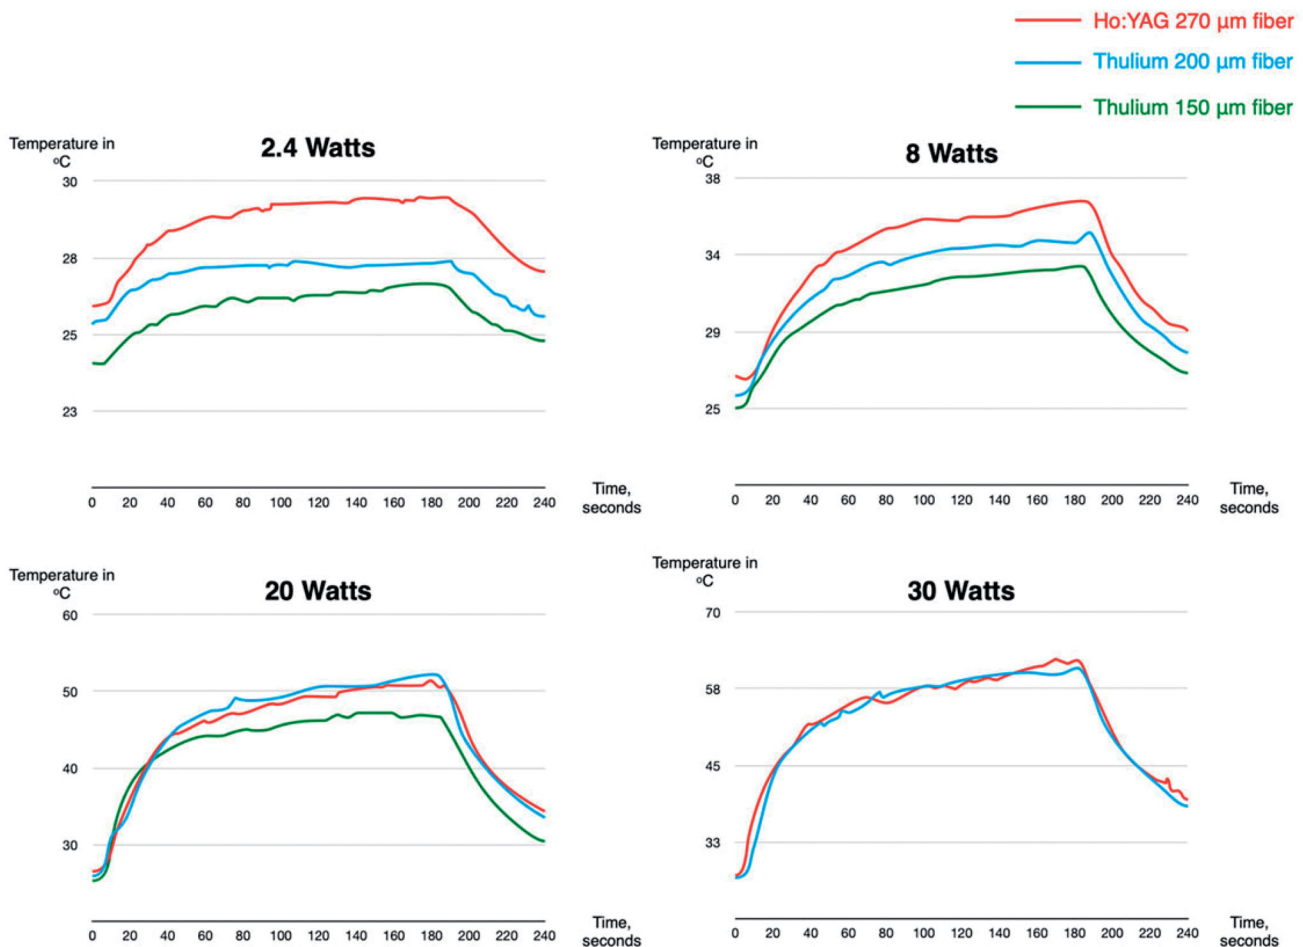 Ho:YAG 270 µm fiber
Thulium 200 µm fiber
Thulium 150 µm fiber
2.4 Watts
Temperature in
ºC
30
28
25
23
0 20 40 60 80 100 120 140 160 180 200 220 240
Time,
seconds
8 Watts
Temperature in
ºC
38
34
29
25
0 20 40 60 80 100 120 140 160 180 200 220 240
Time,
seconds
20 Watts
Temperature in
ºC
60
50
40
30
0 20 40 60 80 100 120 140 160 180 200 220 240
Time,
seconds
30 Watts
Temperature in
ºC
70
58
45
33
0 20 40 60 80 100 120 140 160 180 200 220 240
Time,
seconds